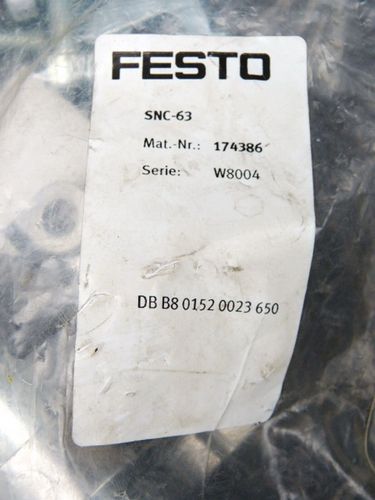 FESTO
SNC-63
Mat.-Nr.: 174386
Serie: W8004
DB B8 0152 0023 650